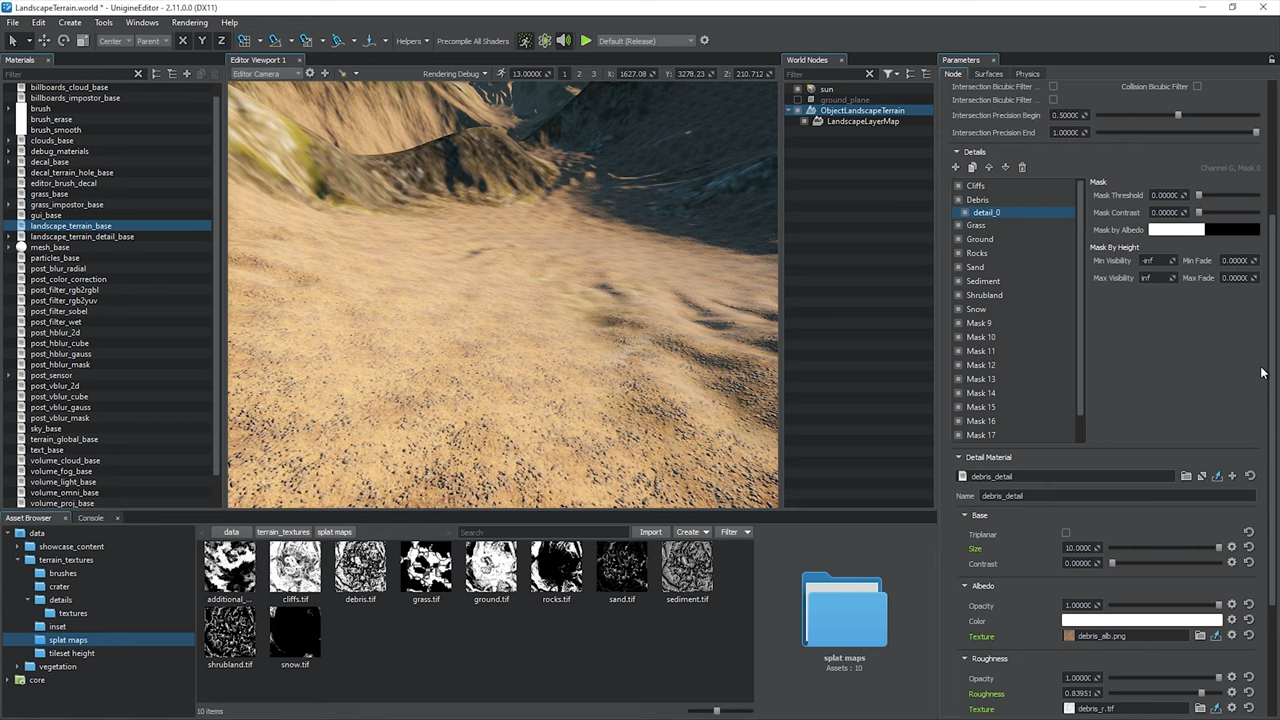 LandscapeTerrain.world * - UnigineEditor - 2.11.0.0 (DX11)
File Edit Create Tools Windows Rendering Help
Center Parent X Y Z Helpers Precompile All Shaders Default (Release)
Materials
Filter
billboards_cloud_base
billboards_impostor_base
brush
brush_erase
brush_smooth
clouds_base
debug_materials
decal_base
decal_terrain_hole_base
editor_brush_decal
grass_base
grass_impostor_base
gui_base
landscape_terrain_base
landscape_terrain_detail_base
mesh_base
particles_base
post_blur_radial
post_color_correction
post_filter_rgb2rgbl
post_filter_rgb2yuv
post_filter_sobel
post_filter_wet
post_hblur_2d
post_hblur_cube
post_hblur_gauss
post_hblur_mask
post_sensor
post_vblur_2d
post_vblur_cube
post_vblur_gauss
post_vblur_mask
sky_base
terrain_global_base
text_base
volume_cloud_base
volume_fog_base
volume_light_base
volume_omni_base
volume_proj_base
Editor Viewport 1
Editor Camera Rendering Debug 13.0000 1 2 3 X: 1627.08 Y: 3278.23 Z: 210.712
World Nodes
Filter
sun
ground_plane
ObjectLandscapeTerrain
LandscapeLayerMap
Parameters
Node Surfaces Physics
Intersection Bicubic Filter ... Collision Bicubic Filter
Intersection Bicubic Filter ...
Intersection Precision Begin 0.5000
Intersection Precision End 1.0000
Details
Channel G, Mask 0
Cliffs
Debris
detail_0
Grass
Ground
Rocks
Sand
Sediment
Shrubland
Snow
Mask 9
Mask 10
Mask 11
Mask 12
Mask 13
Mask 14
Mask 15
Mask 16
Mask 17
Mask
Mask Threshold 0.0000
Mask Contrast 0.0000
Mask by Albedo
Mask By Height
Min Visibility -inf Min Fade 0.0000
Max Visibility inf Max Fade 0.0000
Detail Material
debris_detail
Name debris_detail
Base
Triplanar
Size 10.0000
Contrast 0.0000
Albedo
Opacity 1.0000
Color
Texture debris_alb.png
Roughness
Opacity 1.0000
Roughness 0.83951
Texture debris_r.tif
Asset Browser Console
data
showcase_content
terrain_textures
brushes
crater
details
textures
inset
splat maps
tileset height
vegetation
core
data terrain_textures splat maps Search Import Create Filter
additional_... cliffs.tif debris.tif grass.tif ground.tif rocks.tif sand.tif sediment.tif
shrubland.tif snow.tif
splat maps
Assets : 10
10 items